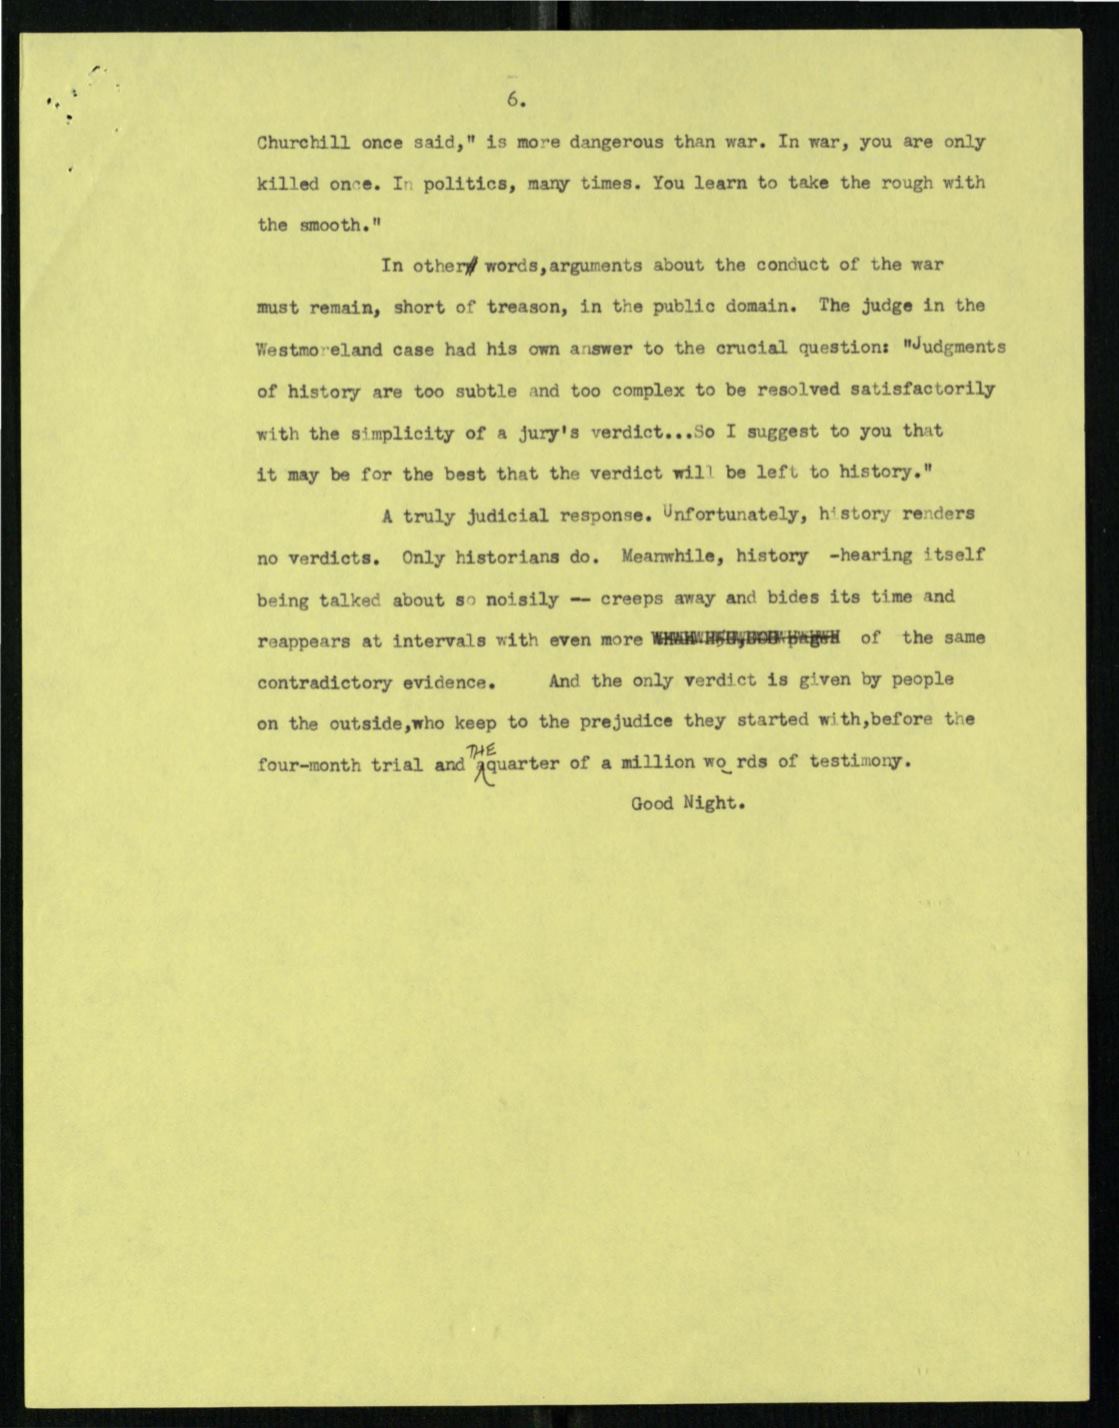 6.
Churchill once said," is more dangerous than war. In war, you are only
killed once. In politics, many times. You learn to take the rough with
the smooth."
In other words,arguments about the conduct of the war
must remain, short of treason, in the public domain. The judge in the
Westmoreland case had his own answer to the crucial question: "Judgments
of history are too subtle and too complex to be resolved satisfactorily
with the simplicity of a jury's verdict...So I suggest to you that
it may be for the best that the verdict will be left to history."
A truly judicial response. Unfortunately, history renders
no verdicts. Only historians do. Meanwhile, history -hearing itself
being talked about so noisily -- creeps away and bides its time and
reappears at intervals with even more pages of the same
contradictory evidence. And the only verdict is given by people
on the outside,who keep to the prejudice they started with,before the
THE
four-month trial and quarter of a million wo rds of testimony.
Good Night.